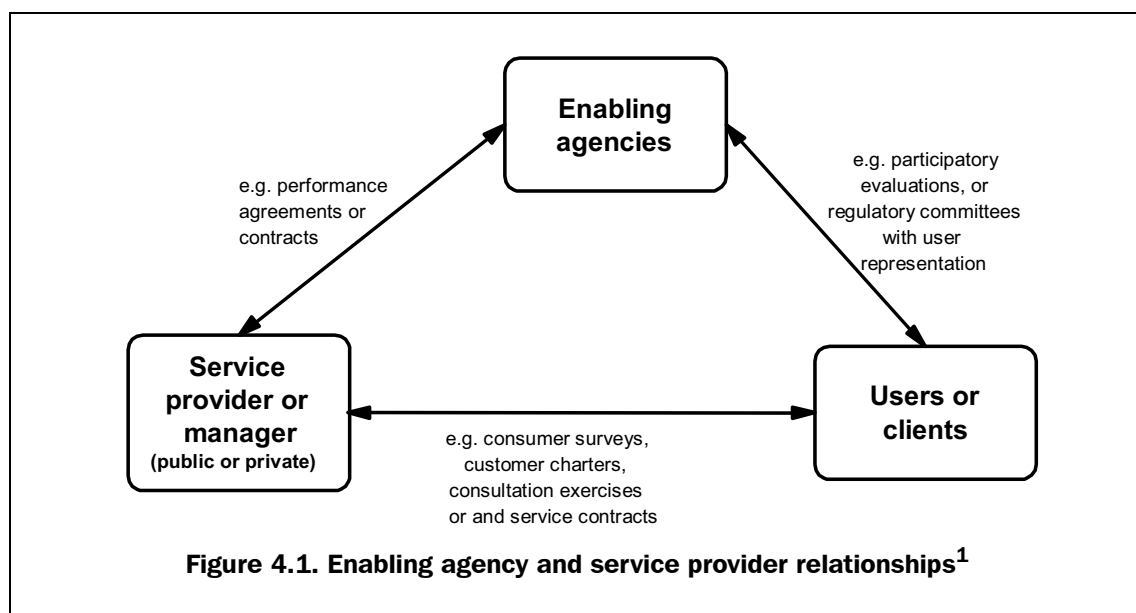 Enabling
agencies
e.g. performance
agreements or
contracts
e.g. participatory
evaluations, or
regulatory committees
with user
representation
Service
provider or
manager
(public or private)
Users or
clients
e.g. consumer surveys,
customer charters,
consultation exercises
or and service contracts
Figure 4.1. Enabling agency and service provider relationships1